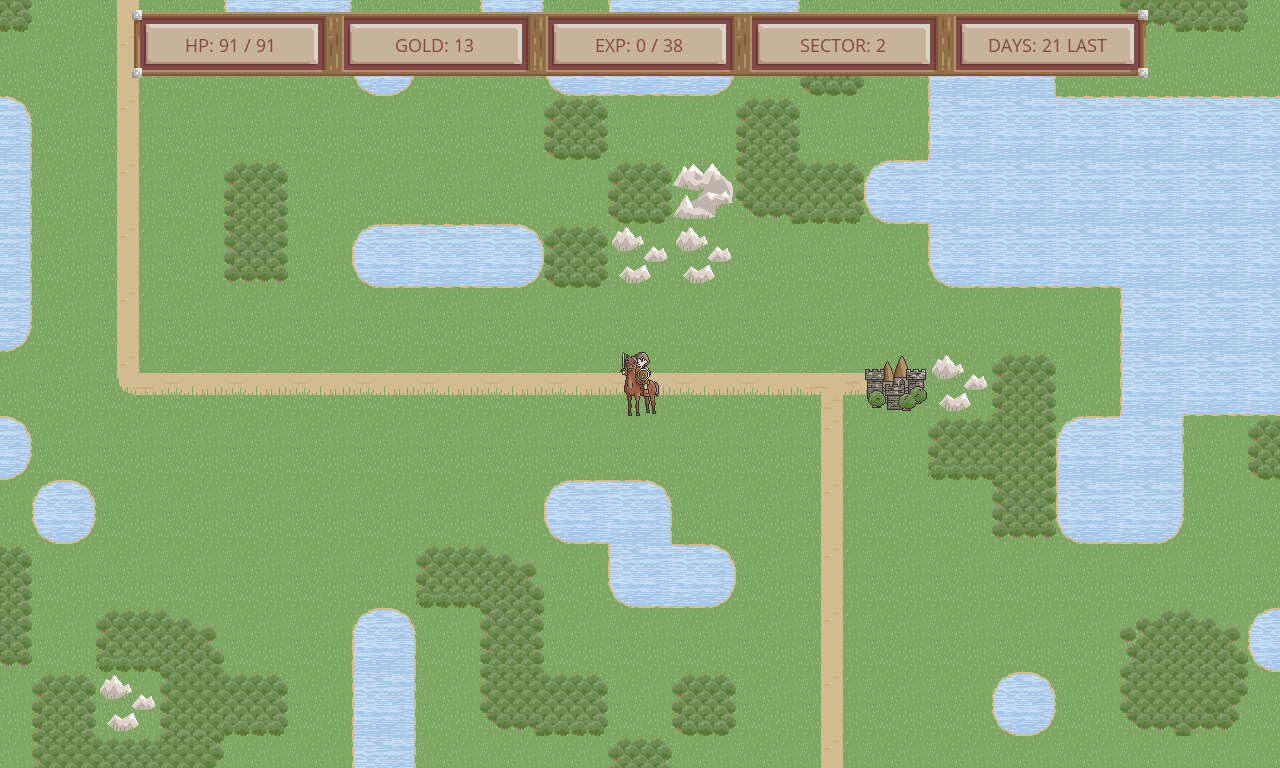 HP: 91 / 91
GOLD: 13
EXP: 0 / 38
SECTOR: 2
DAYS: 21 LAST